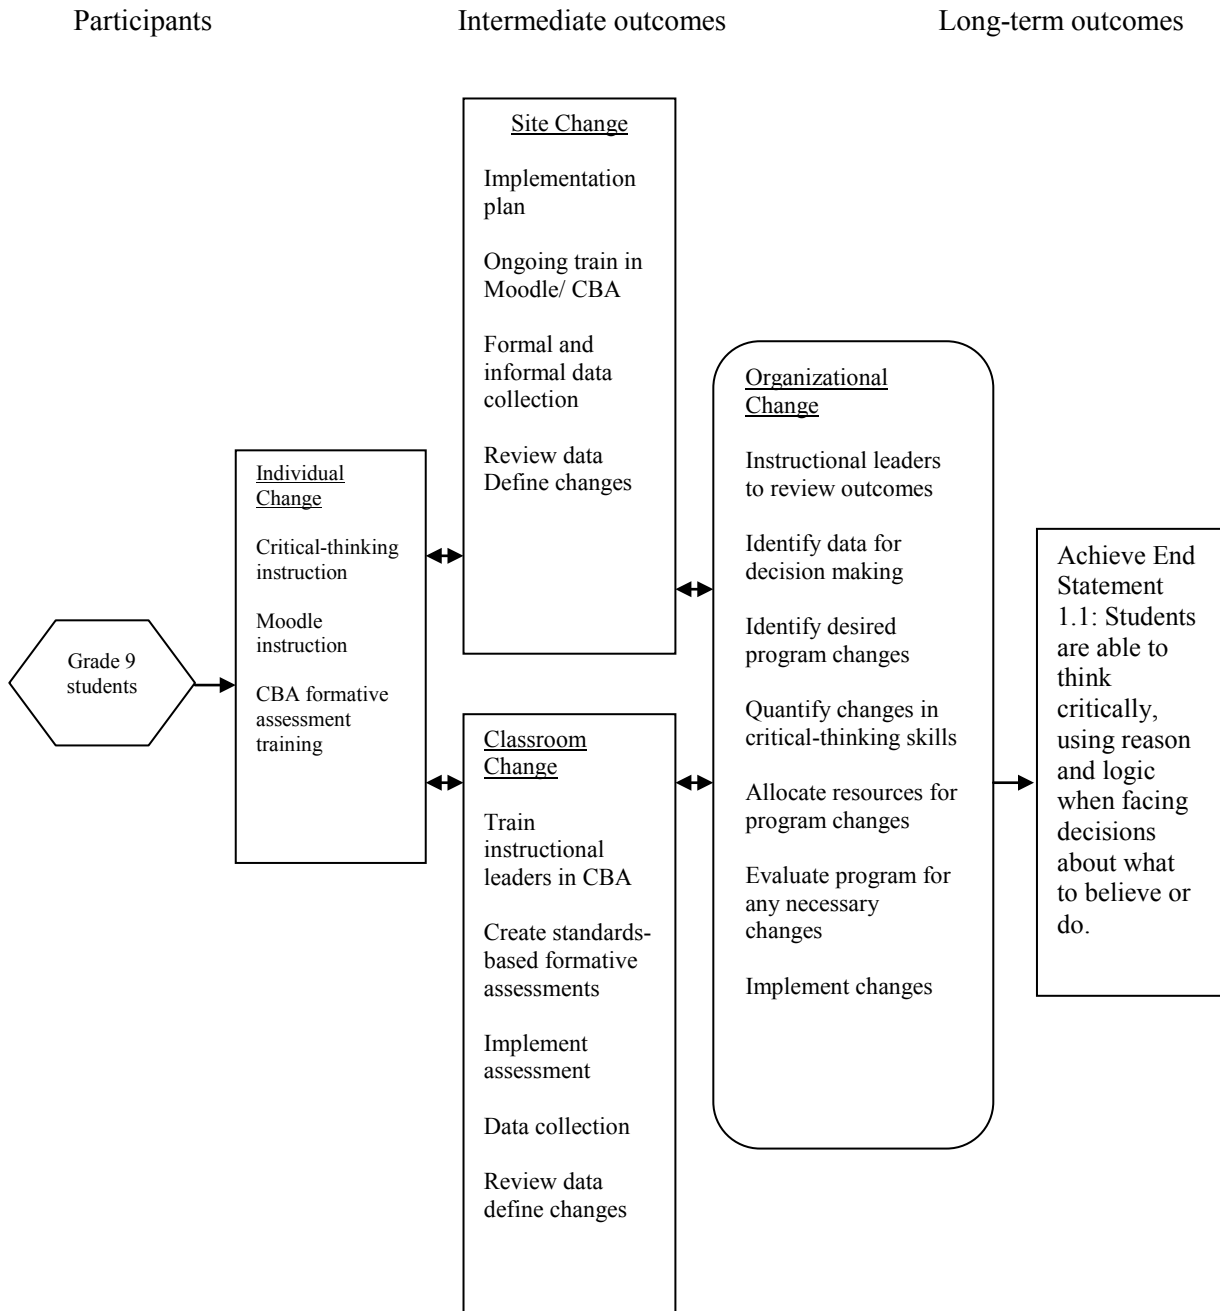 Participants
Intermediate outcomes
Long-term outcomes
Grade 9
students
Individual
Change
Critical-thinking
instruction
Moodle
instruction
CBA formative
assessment
training
Site Change
Implementation
plan
Ongoing train in
Moodle/ CBA
Formal and
informal data
collection
Review data
Define changes
Classroom
Change
Train
instructional
leaders in CBA
Create standards-
based formative
assessments
Implement
assessment
Data collection
Review data
define changes
Organizational
Change
Instructional leaders
to review outcomes
Identify data for
decision making
Identify desired
program changes
Quantify changes in
critical-thinking skills
Allocate resources for
program changes
Evaluate program for
any necessary
changes
Implement changes
Achieve End
Statement
1.1: Students
are able to
think
critically,
using reason
and logic
when facing
decisions
about what
to believe or
do.